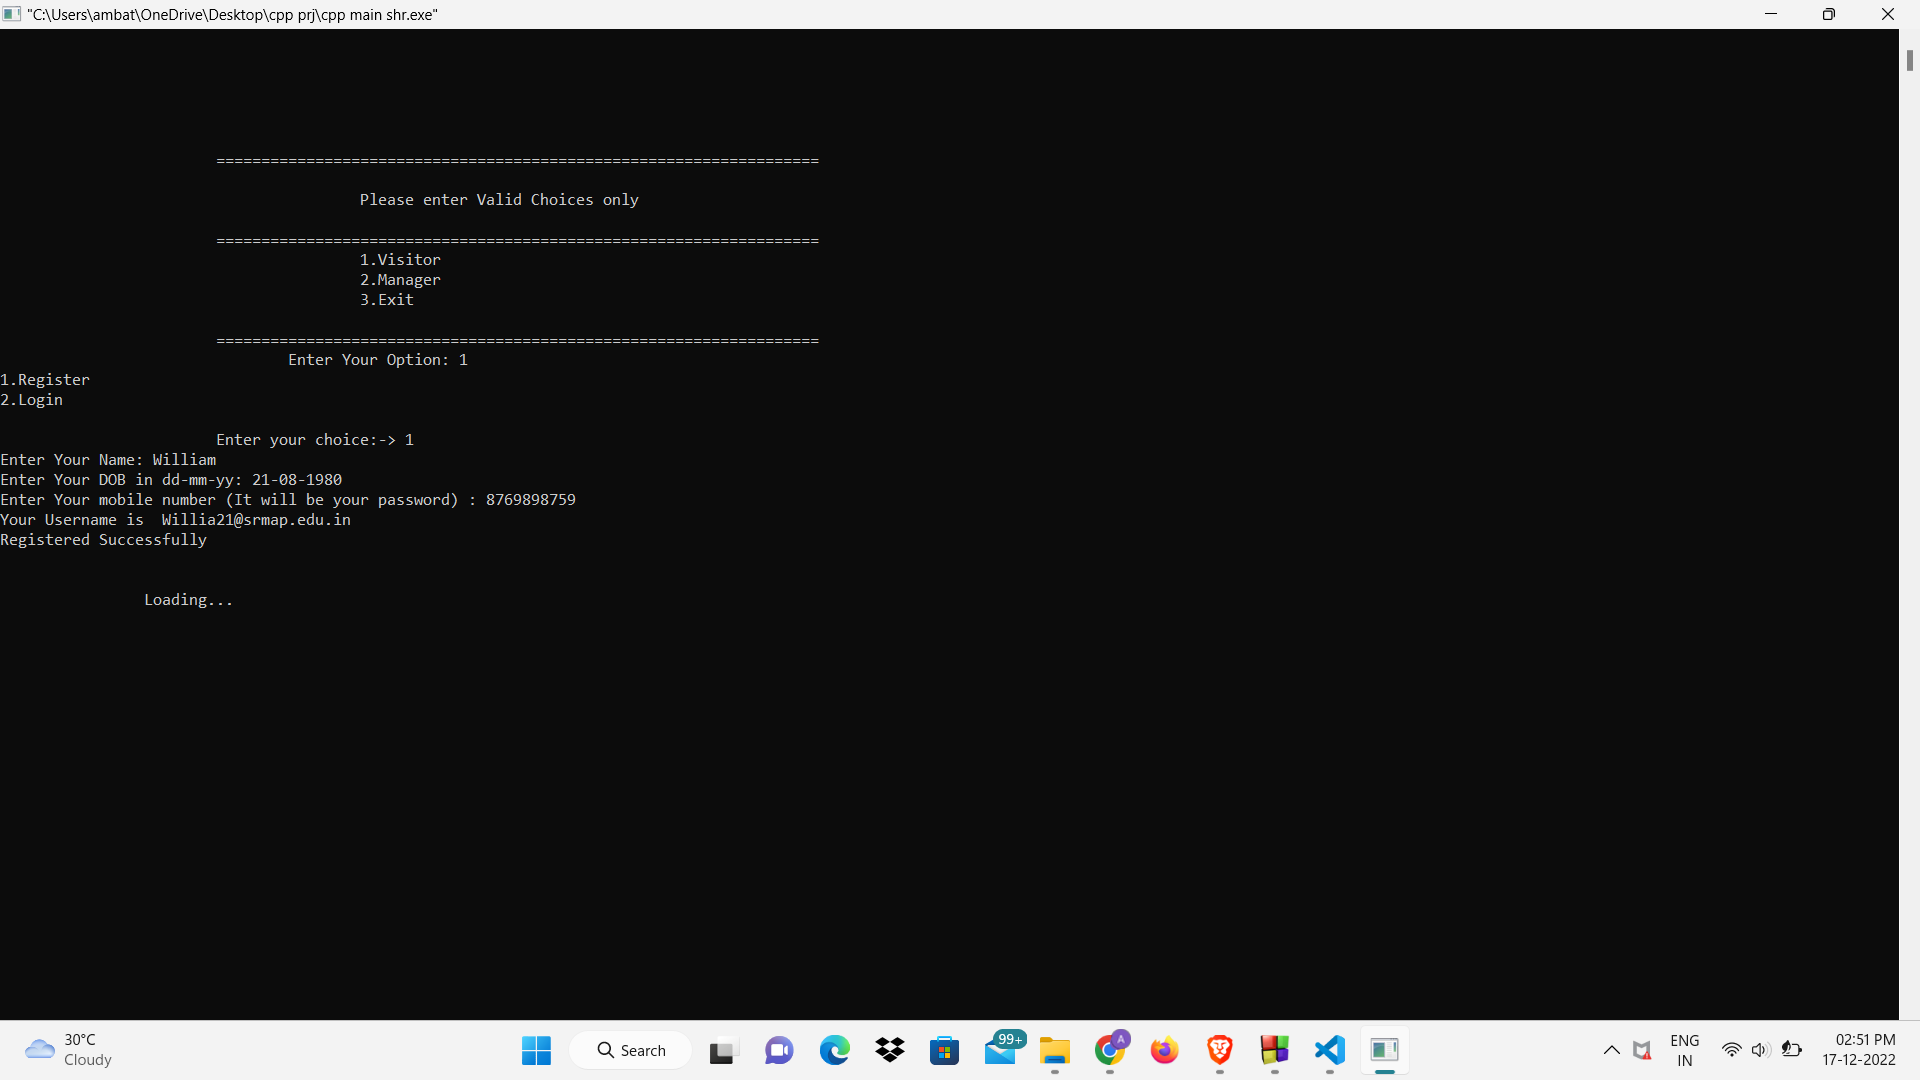 "C:\Users\ambat\OneDrive\Desktop\cpp prj\cpp main shr.exe"
===================================================================
Please enter Valid Choices only
===================================================================
1.Visitor
2.Manager
3.Exit
===================================================================
Enter Your Option: 1
1.Register
2.Login
Enter your choice:-> 1
Enter Your Name: William
Enter Your DOB in dd-mm-yy: 21-08-1980
Enter Your mobile number (It will be your password) : 8769898759
Your Username is  Willia21@srmap.edu.in
Registered Successfully
Loading...
30°C
Cloudy
Search
99+
A
ENG
IN
02:51 PM
17-12-2022